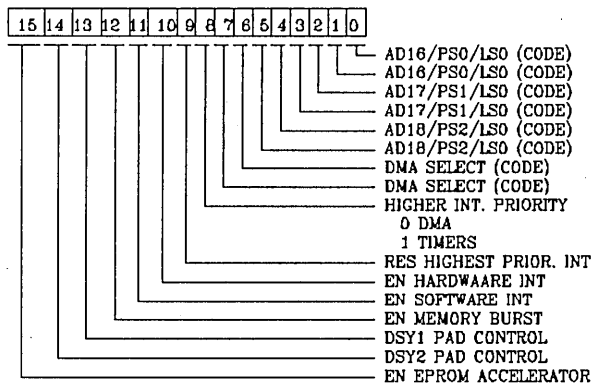 15 14 13 12 11 10 9 8 7 6 5 4 3 2 1 0
AD16/PS0/LS0 (CODE)
AD16/PS0/LS0 (CODE)
AD17/PS1/LS0 (CODE)
AD17/PS1/LS0 (CODE)
AD18/PS2/LS0 (CODE)
AD18/PS2/LS0 (CODE)
DMA SELECT (CODE)
DMA SELECT (CODE)
HIGHER INT. PRIORITY
0 DMA
1 TIMERS
RES HIGHEST PRIOR. INT
EN HARDWAARE INT
EN SOFTWARE INT
EN MEMORY BURST
DSY1 PAD CONTROL
DSY2 PAD CONTROL
EN EPROM ACCELERATOR